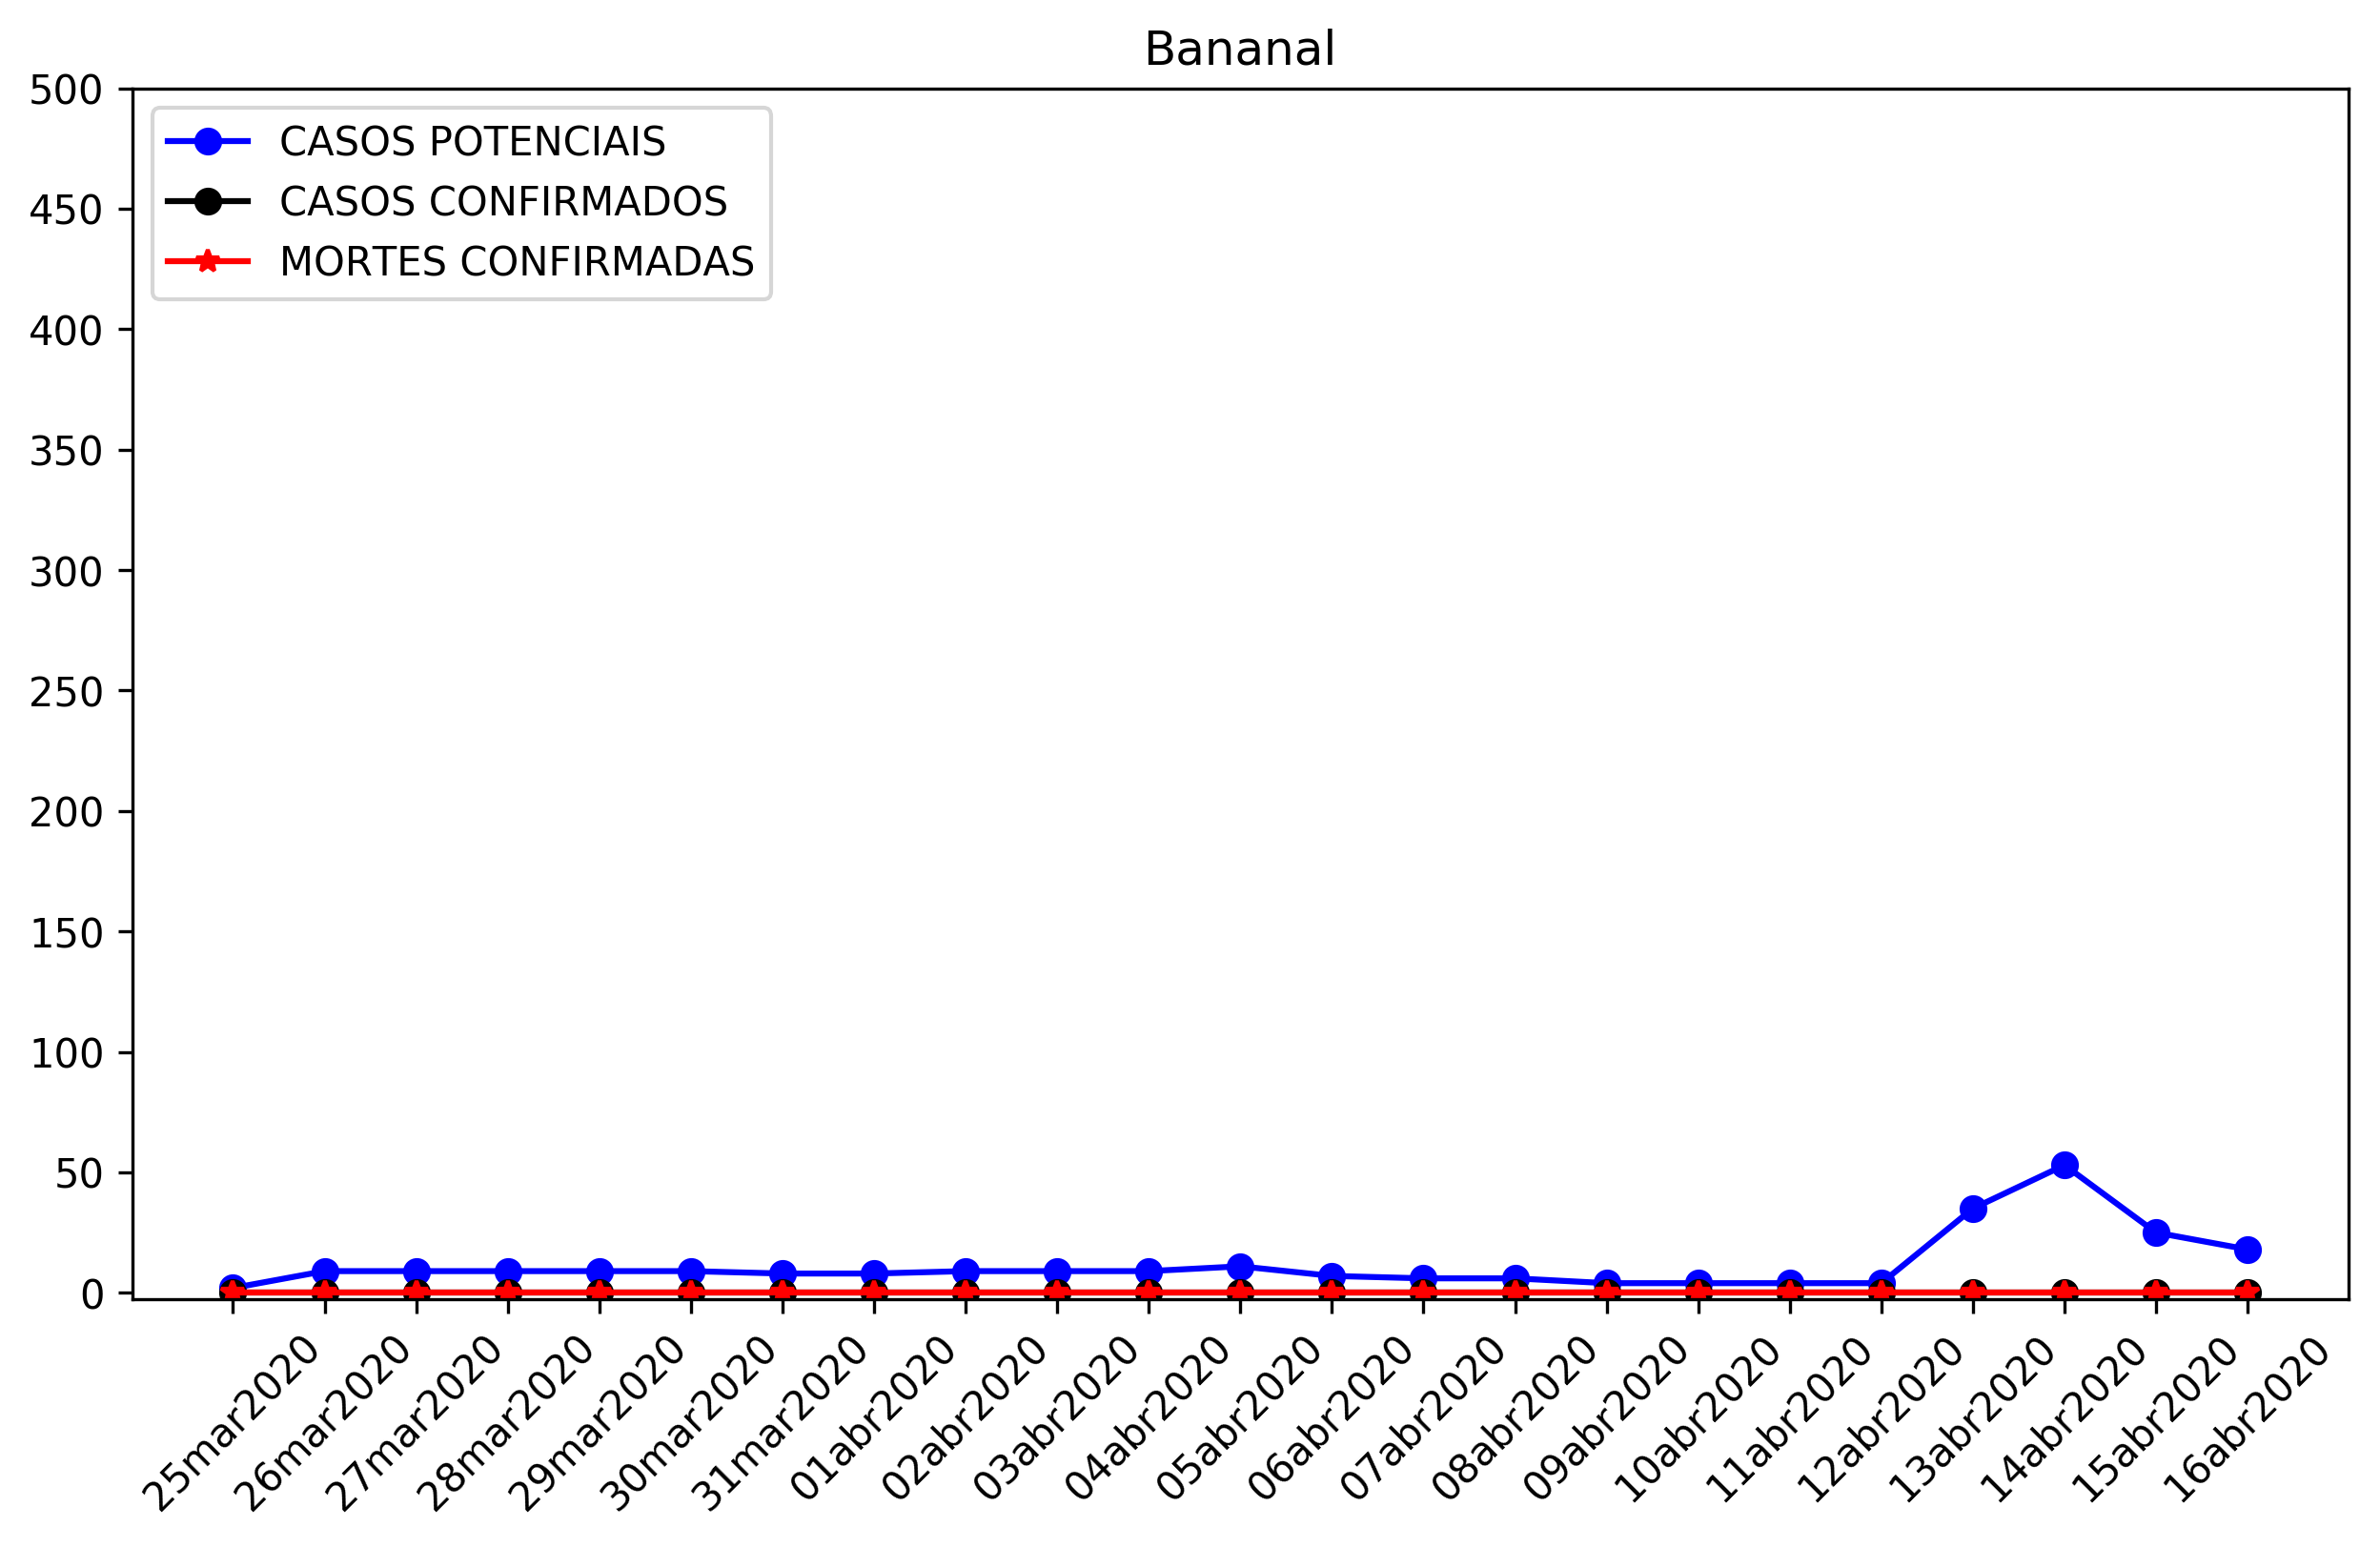 Bananal
500
450
400
350
300
250
200
150
100
50
0
CASOS POTENCIAIS
CASOS CONFIRMADOS
MORTES CONFIRMADAS
25mar2020
26mar2020
27mar2020
28mar2020
29mar2020
30mar2020
31mar2020
01abr2020
02abr2020
03abr2020
04abr2020
05abr2020
06abr2020
07abr2020
08abr2020
09abr2020
10abr2020
11abr2020
12abr2020
13abr2020
14abr2020
15abr2020
16abr2020